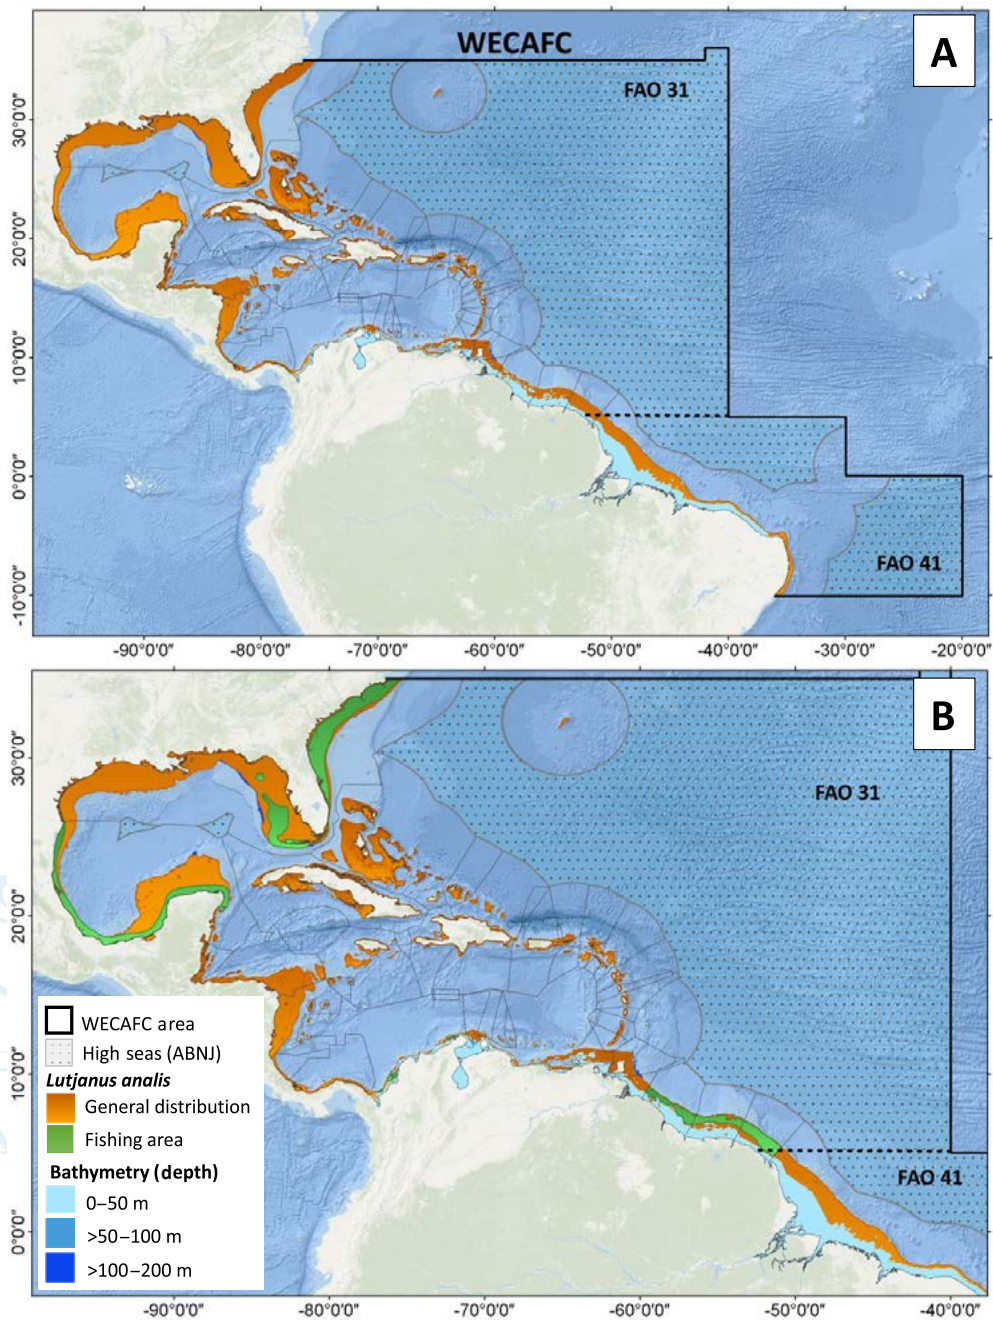 WECAFC
A
FAO 31
FAO 41
30°0'0"
20°0'0"
10°0'0"
0°0'0"
-10°0'0"
-90°0'0"
-80°0'0"
-70°0'0"
-60°0'0"
-50°0'0"
-40°0'0"
-30°0'0"
-20°0'0"
B
FAO 31
FAO 41
30°0'0"
20°0'0"
10°0'0"
0°0'0"
WECAFC area
High seas (ABNJ)
Lutjanus analis
General distribution
Fishing area
Bathymetry (depth)
0–50 m
>50–100 m
>100–200 m
-90°0'0"
-80°0'0"
-70°0'0"
-60°0'0"
-50°0'0"
-40°0'0"